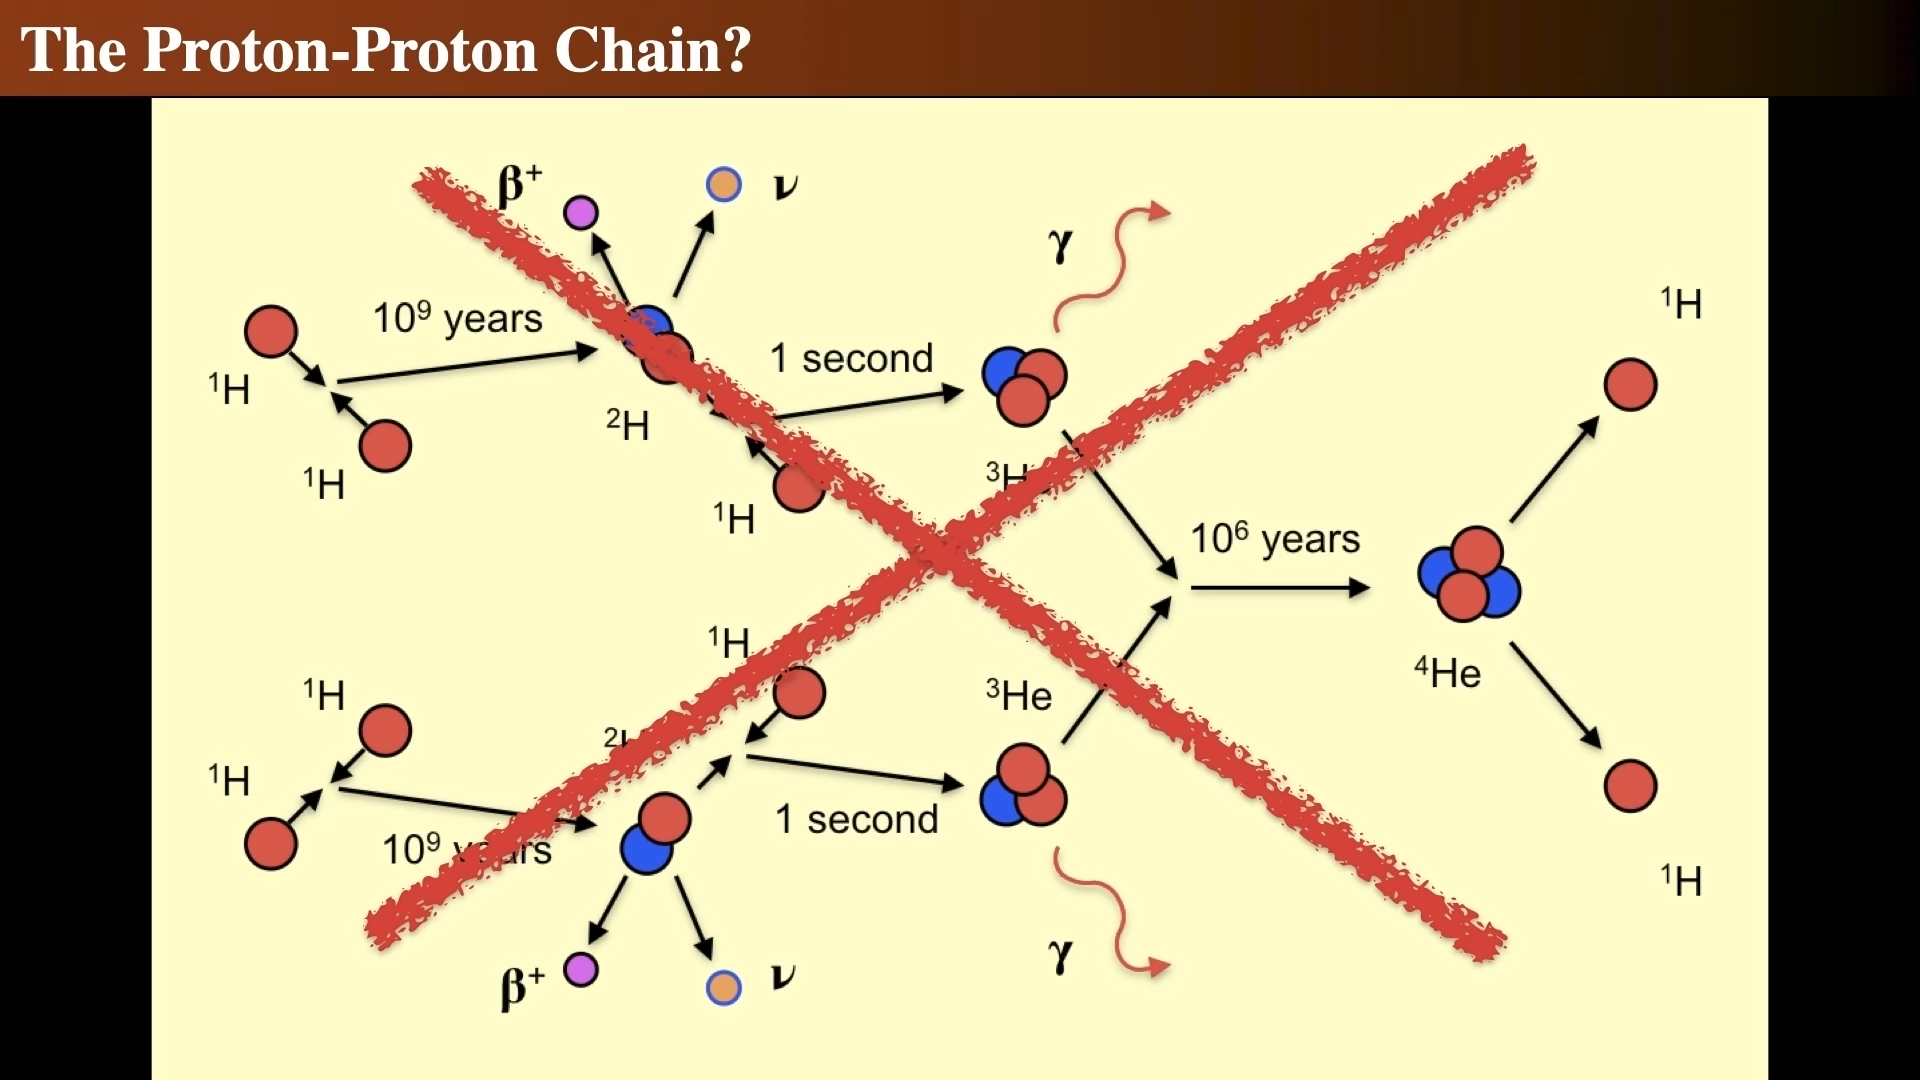 The Proton-Proton Chain?
β⁺
ν
γ
¹H
10⁹ years
1 second
¹H
²H
¹H
³H
¹H
10⁶ years
¹H
³He
⁴He
¹H
¹H
10⁹
1 second
¹H
β⁺
ν
γ